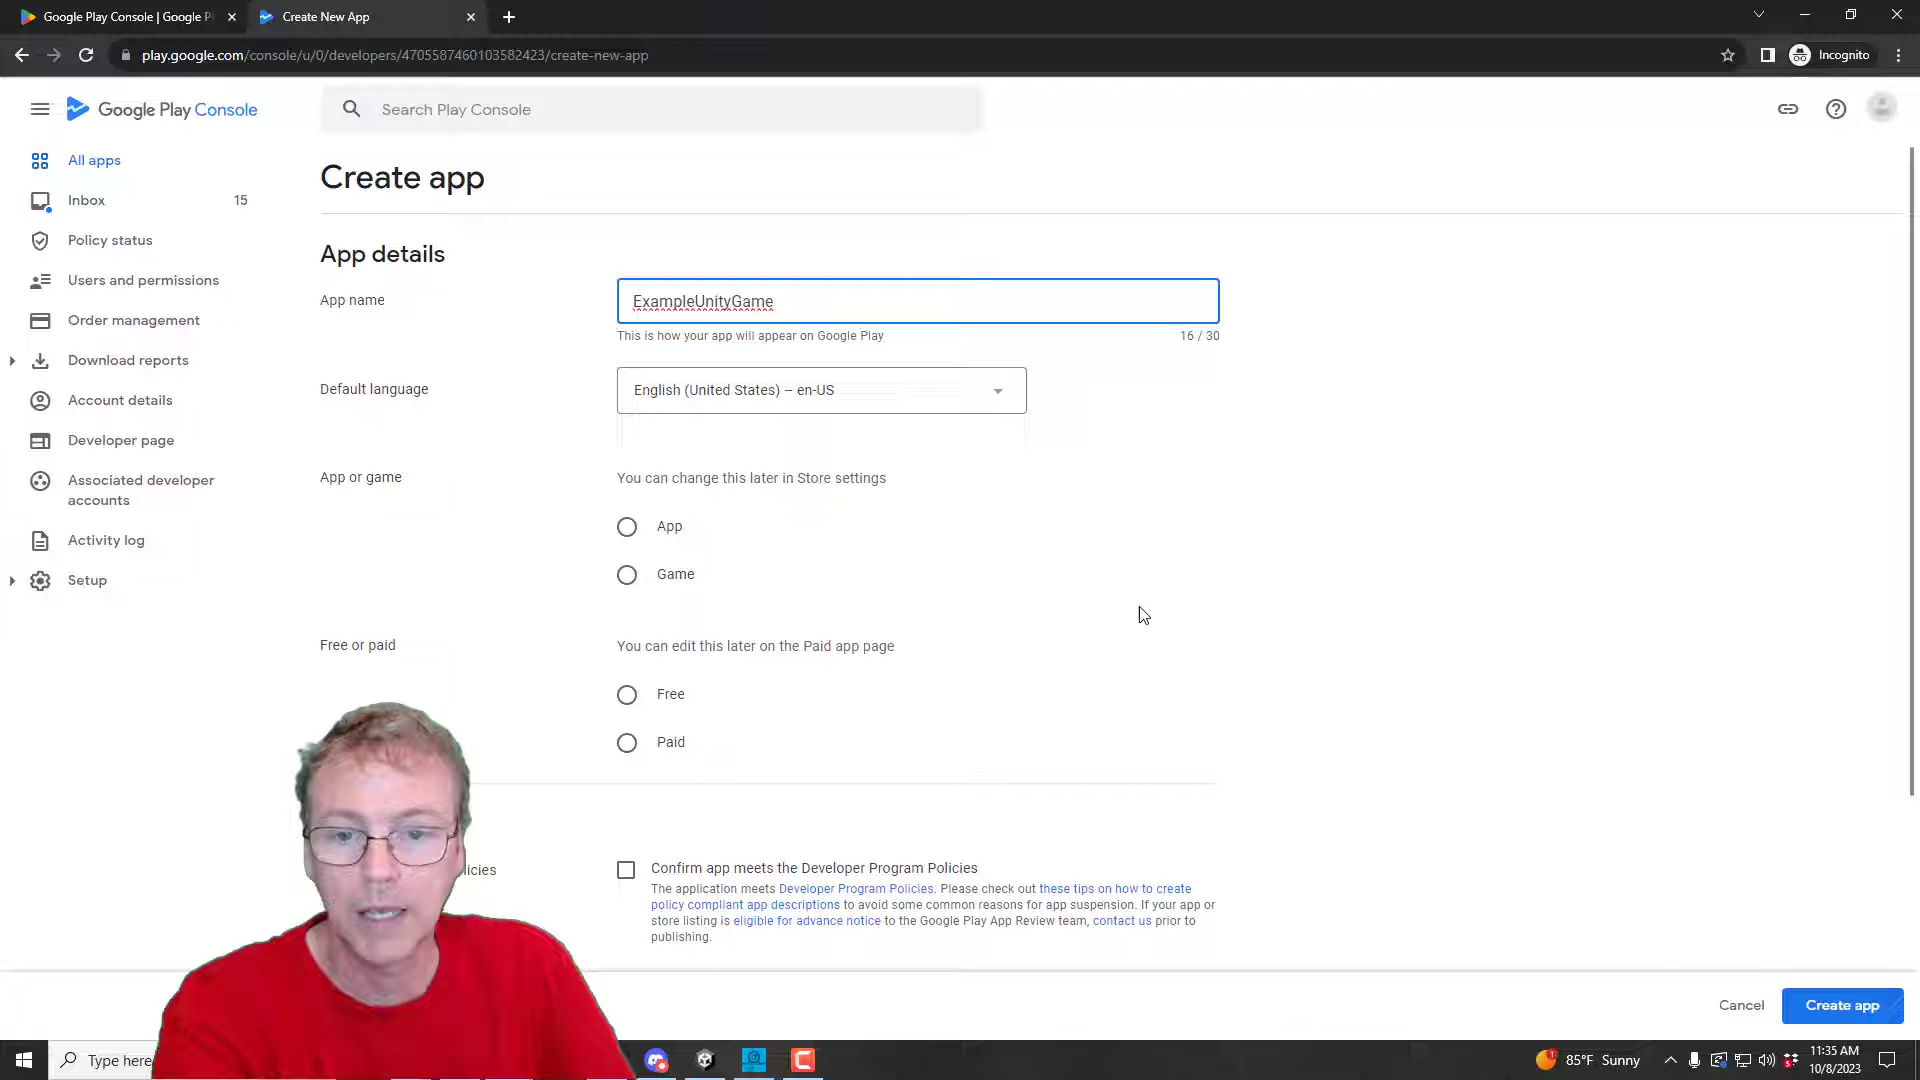 Google Play Console | Google P
Create New App
play.google.com/console/u/0/developers/4705587460103582423/create-new-app
Incognito
Google Play Console
Search Play Console
All apps
Inbox 15
Policy status
Users and permissions
Order management
Download reports
Account details
Developer page
Associated developer
accounts
Activity log
Setup
Create app
App details
App name
ExampleUnityGame
This is how your app will appear on Google Play 16 / 30
Default language
English (United States) – en-US
App or game
You can change this later in Store settings
App
Game
Free or paid
You can edit this later on the Paid app page
Free
Paid
licies
Confirm app meets the Developer Program Policies
The application meets Developer Program Policies. Please check out these tips on how to create
policy compliant app descriptions to avoid some common reasons for app suspension. If your app or
store listing is eligible for advance notice to the Google Play App Review team, contact us prior to
publishing.
Cancel
Create app
Type here
85°F Sunny
11:35 AM
10/8/2023